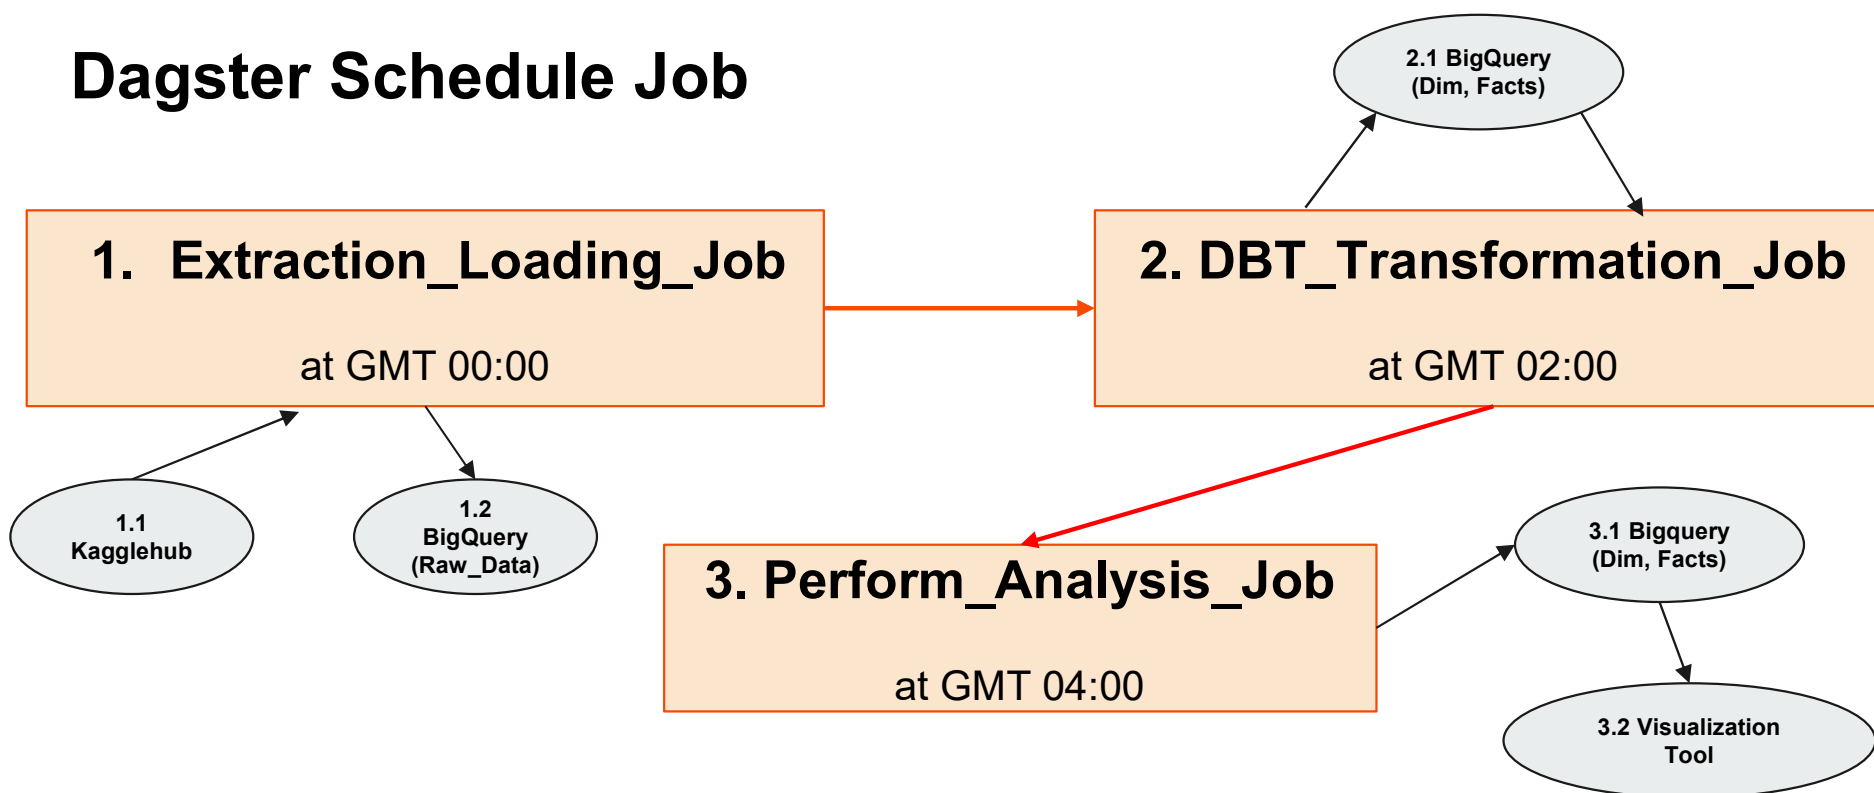 Dagster Schedule Job
2.1 BigQuery
(Dim, Facts)
1. Extraction_Loading_Job
at GMT 00:00
2. DBT_Transformation_Job
at GMT 02:00
1.1
Kagglehub
1.2
BigQuery
(Raw_Data)
3. Perform_Analysis_Job
at GMT 04:00
3.1 Bigquery
(Dim, Facts)
3.2 Visualization
Tool